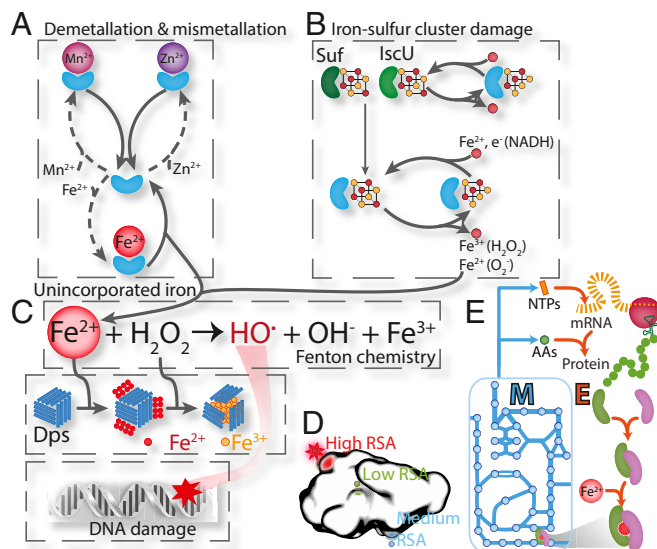 A
Demetallation & mismetallation
Mn²⁺
Zn²⁺
Mn²⁺
Fe²⁺
Zn²⁺
Fe²⁺
Unincorporated iron
B
Iron-sulfur cluster damage
Suf
IscU
Fe²⁺, e⁻ (NADH)
Fe³⁺ (H₂O₂)
Fe²⁺ (O₂⁻)
C
Fe²⁺ + H₂O₂ → HO• + OH⁻ + Fe³⁺
Fenton chemistry
Dps
Fe²⁺
Fe³⁺
DNA damage
D
High RSA
Low RSA
Medium
RSA
E
NTPs
mRNA
AAs
Protein
M
E
Fe²⁺